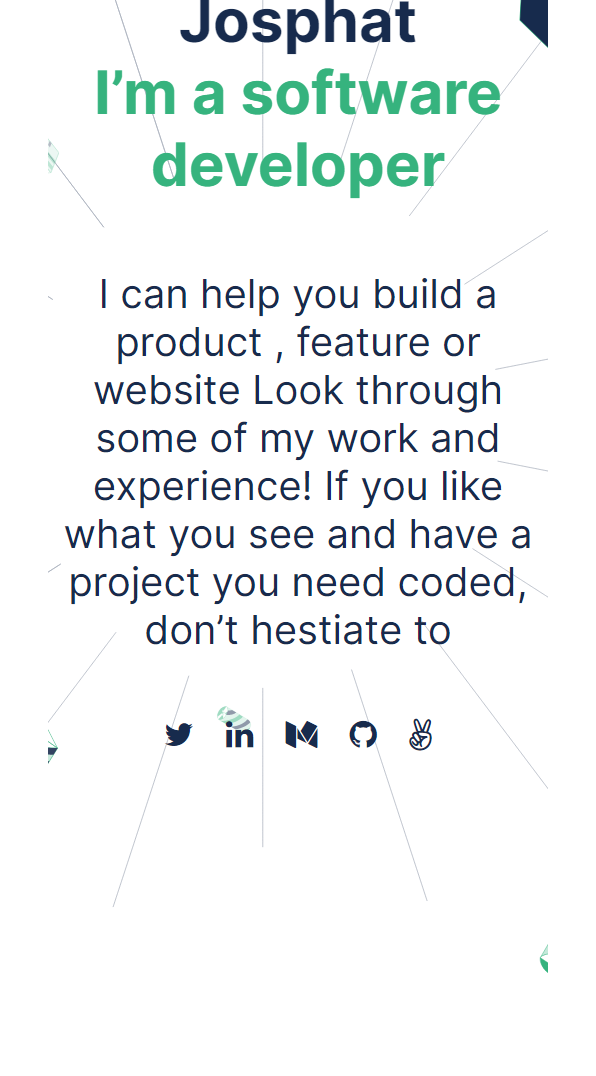 Josphat
I’m a software
developer
I can help you build a
product , feature or
website Look through
some of my work and
experience! If you like
what you see and have a
project you need coded,
don’t hestiate to
in